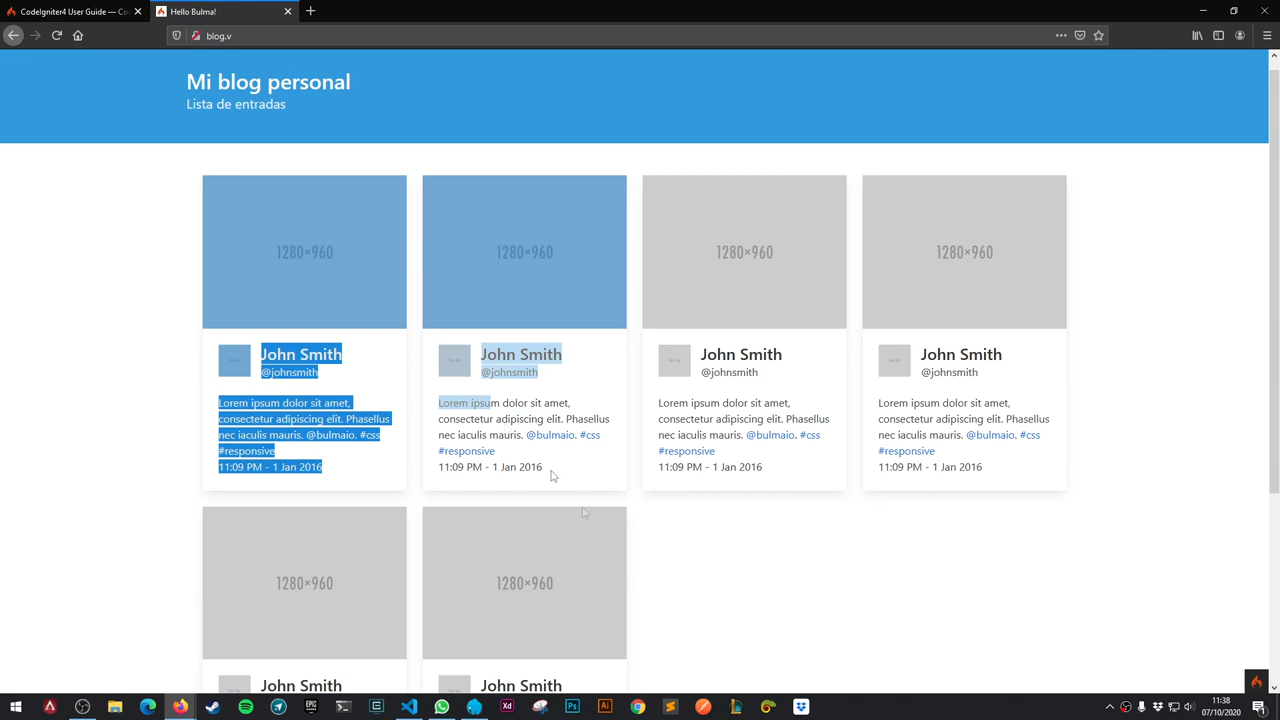 CodeIgniter4 User Guide — Co
Hello Bulma!
blog.v
Mi blog personal
Lista de entradas
1280×960
1280×960
1280×960
1280×960
John Smith
@johnsmith
Lorem ipsum dolor sit amet,
consectetur adipiscing elit. Phasellus
nec iaculis mauris. @bulmaio. #css
#responsive
11:09 PM - 1 Jan 2016
John Smith
@johnsmith
Lorem ipsum dolor sit amet,
consectetur adipiscing elit. Phasellus
nec iaculis mauris. @bulmaio. #css
#responsive
11:09 PM - 1 Jan 2016
John Smith
@johnsmith
Lorem ipsum dolor sit amet,
consectetur adipiscing elit. Phasellus
nec iaculis mauris. @bulmaio. #css
#responsive
11:09 PM - 1 Jan 2016
John Smith
@johnsmith
Lorem ipsum dolor sit amet,
consectetur adipiscing elit. Phasellus
nec iaculis mauris. @bulmaio. #css
#responsive
11:09 PM - 1 Jan 2016
1280×960
1280×960
John Smith
John Smith
EPIC
Xd
Ps
Ai
11:38
07/10/2020